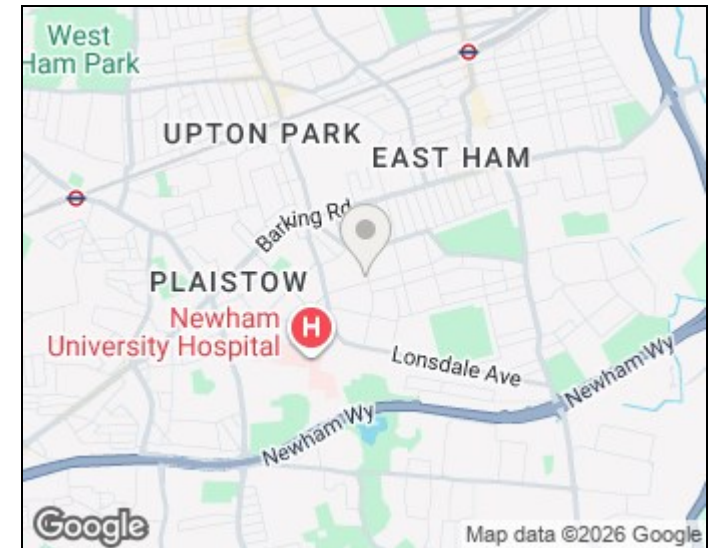 West
Ham Park
UPTON PARK
EAST HAM
Barking Rd
PLAISTOW
Newham
University Hospital
H
Lonsdale Ave
Newham Wy
Newham Wy
Google
Map data ©2026 Google